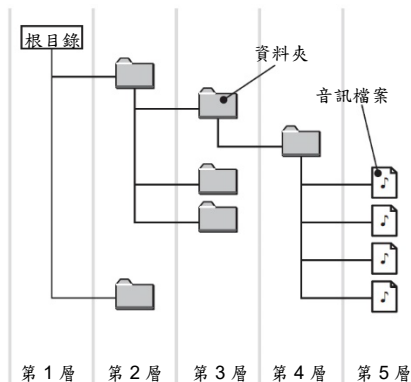 根目錄
資料夾
音訊檔案
第 1 層
第 2 層
第 3 層
第 4 層
第 5 層